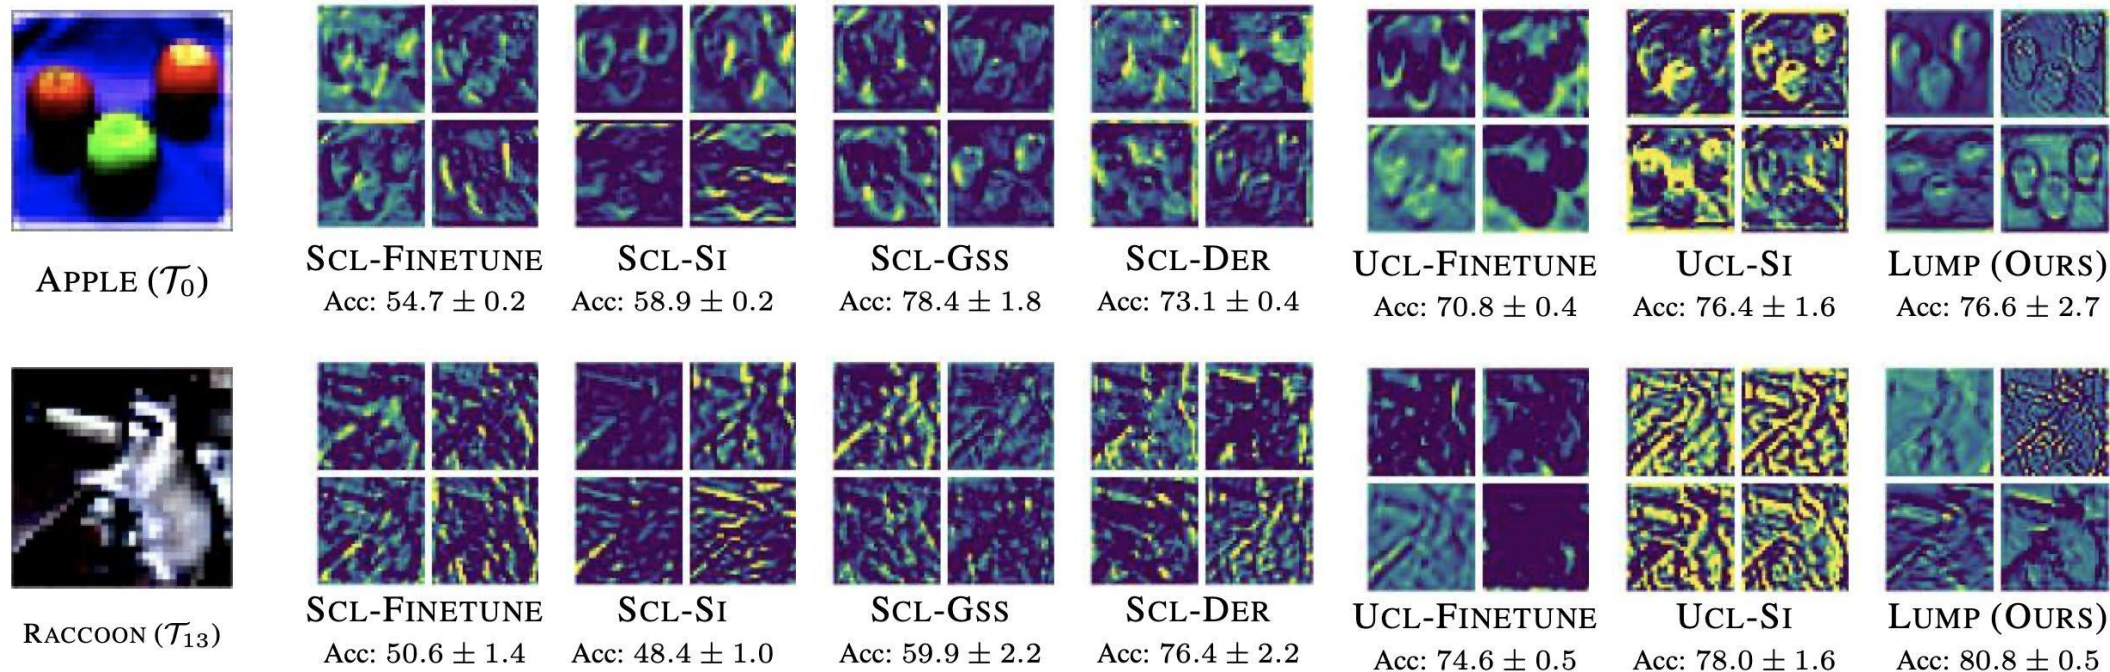 SCL-FINETUNE SCL-SI SCL-GSS SCL-DER UCL-FINETUNE UCL-SI LUMP (OURS)
APPLE (𝒯₀)
Acc: 54.7 ± 0.2 Acc: 58.9 ± 0.2 Acc: 78.4 ± 1.8 Acc: 73.1 ± 0.4 Acc: 70.8 ± 0.4 Acc: 76.4 ± 1.6 Acc: 76.6 ± 2.7
SCL-FINETUNE SCL-SI SCL-GSS SCL-DER UCL-FINETUNE UCL-SI LUMP (OURS)
RACCOON (𝒯₁₃)
Acc: 50.6 ± 1.4 Acc: 48.4 ± 1.0 Acc: 59.9 ± 2.2 Acc: 76.4 ± 2.2 Acc: 74.6 ± 0.5 Acc: 78.0 ± 1.6 Acc: 80.8 ± 0.5